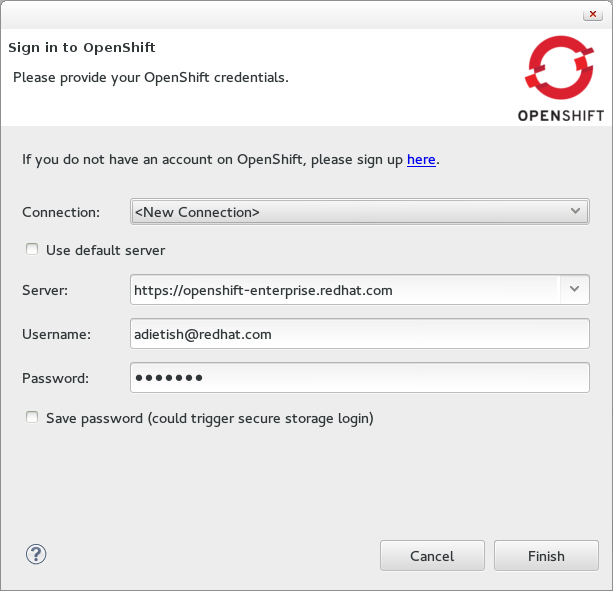 Sign in to OpenShift
Please provide your OpenShift credentials.
OPENSHIFT
If you do not have an account on OpenShift, please sign up here.
Connection: <New Connection>
Use default server
Server: https://openshift-enterprise.redhat.com
Username: adietish@redhat.com
Password: ●●●●●●●
Save password (could trigger secure storage login)
? Cancel Finish